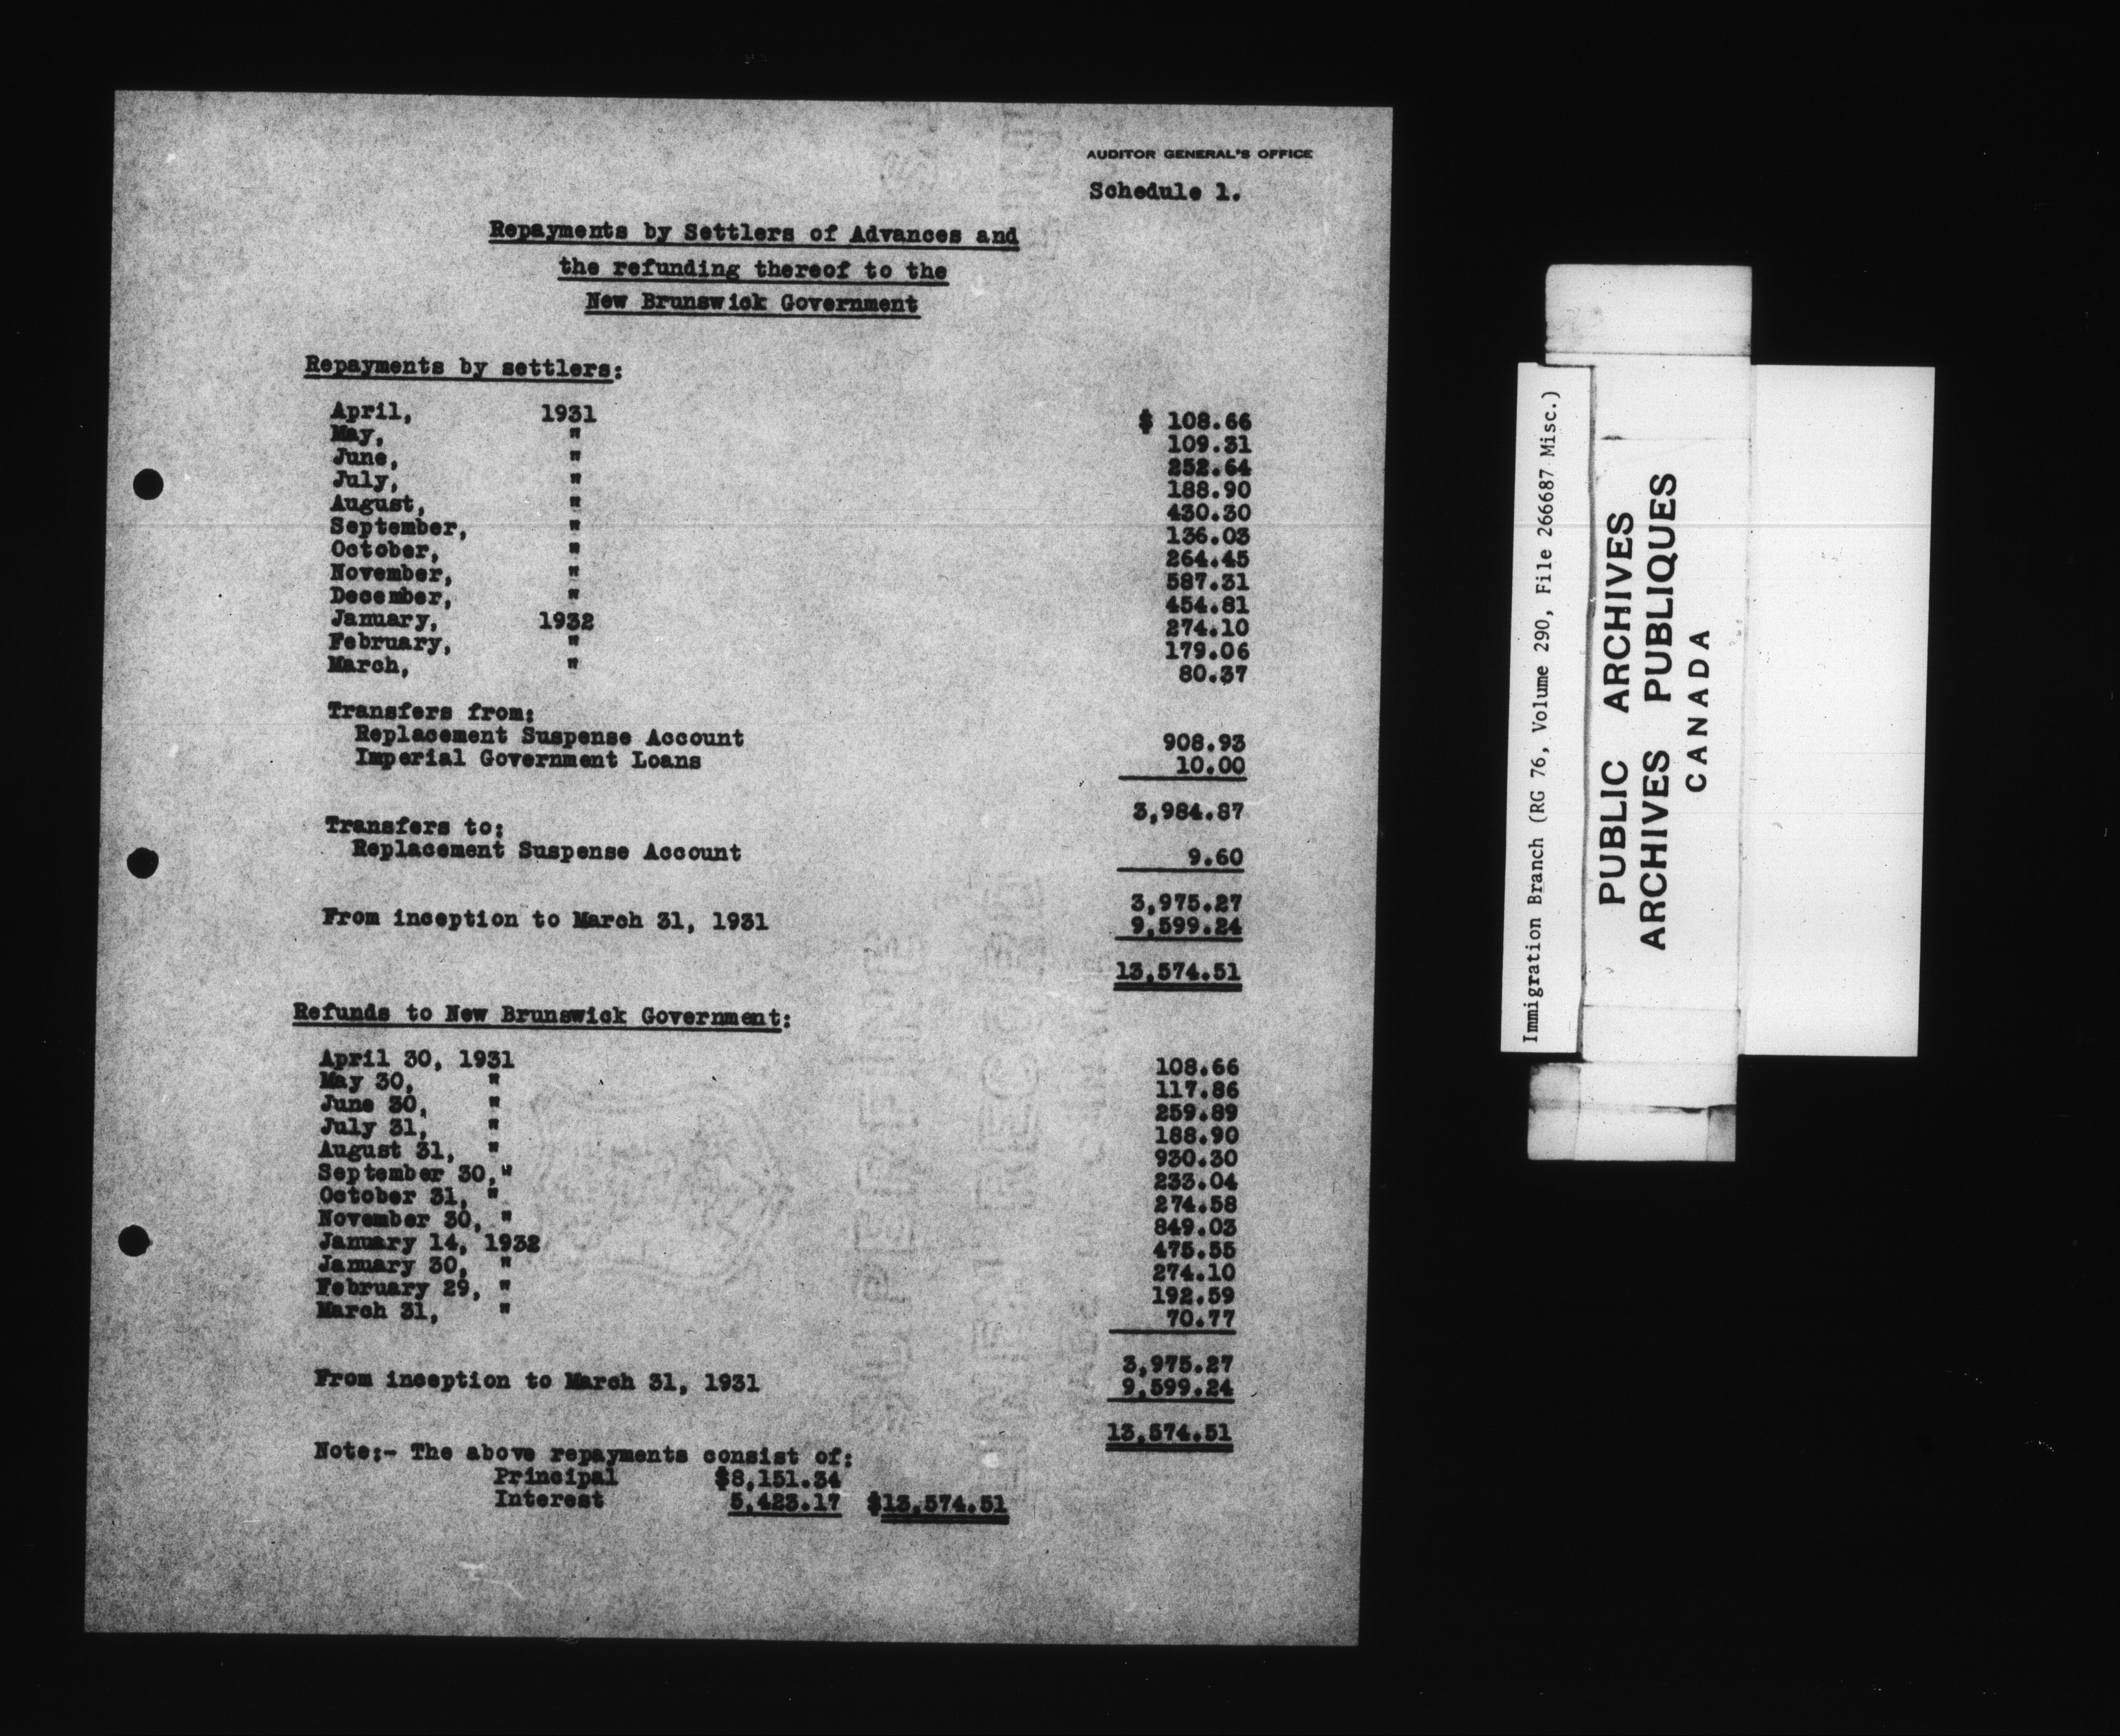 AUDITOR GENERAL'S OFFICE
Schedule 1.
Repayments by Settlers of Advances and
the refunding thereof to the
New Brunswick Government
Repayments by settlers:
April, 1931 $ 108.66
May, " 109.31
June, " 252.64
July, " 188.90
August, " 430.30
September, " 136.03
October, " 264.45
November, " 587.31
December, " 454.81
January, 1932 274.10
February, " 179.06
March, " 80.37
Transfers from:
Replacement Suspense Account 908.93
Imperial Government Loans 10.00
3,984.87
Transfers to:
Replacement Suspense Account 9.60
3,975.27
From inception to March 31, 1931 9,599.24
13,574.51
Refunds to New Brunswick Government:
April 30, 1931 108.66
May 30, " 117.86
June 30, " 259.89
July 31, " 188.90
August 31, " 930.30
September 30, " 233.04
October 31, " 274.58
November 30, " 849.03
January 14, 1932 475.55
January 30, " 274.10
February 29, " 192.59
March 31, " 70.77
3,975.27
From inception to March 31, 1931 9,599.24
13,574.51
Note:- The above repayments consist of:
Principal $8,151.34
Interest 5,423.17 $13,574.51
Immigration Branch (RG 76, Volume 290, File 266687 Misc.)
PUBLIC ARCHIVES
ARCHIVES PUBLIQUES
CANADA